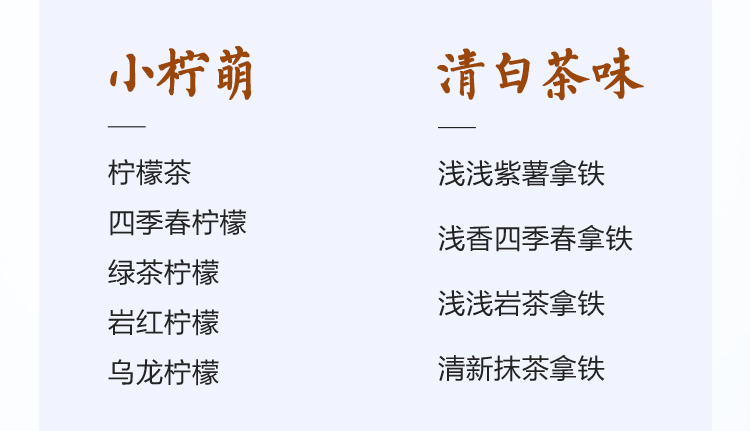 小柠萌
柠檬茶
四季春柠檬
绿茶柠檬
岩红柠檬
乌龙柠檬
清白茶味
浅浅紫薯拿铁
浅香四季春拿铁
浅浅岩茶拿铁
清新抹茶拿铁